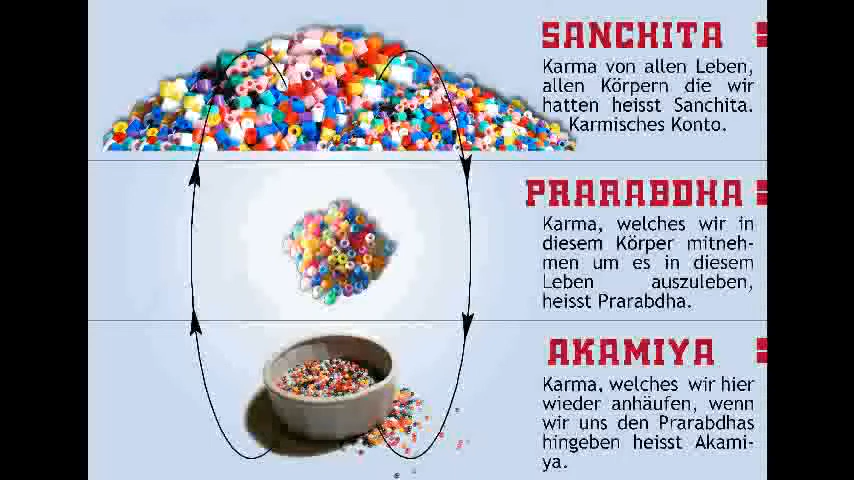 SANCHITA
Karma von allen Leben,
allen Körpern die wir
hatten heisst Sanchita.
Karmisches Konto.
PRARABDHA
Karma, welches wir in
diesem Körper mitneh-
men um es in diesem
Leben auszuleben,
heisst Prarabdha.
AKAMIYA
Karma, welches wir hier
wieder anhäufen, wenn
wir uns den Prarabdhas
hingeben heisst Akami-
ya.